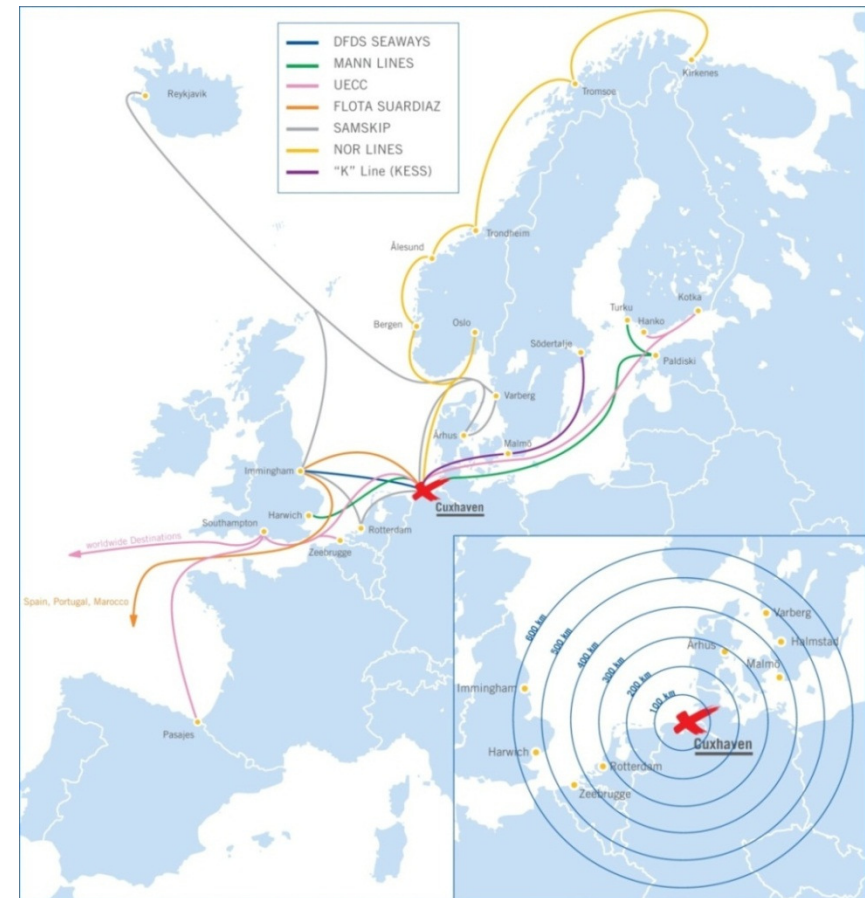 DFDS SEAWAYS
MANN LINES
UECC
FLOTA SUARDIAZ
SAMSKIP
NOR LINES
"K" Line (KESS)
Reykjavik
Kirkenes
Tromsoe
Trondheim
Ålesund
Bergen
Oslo
Turku
Hanko
Kotka
Södertalje
Paldiski
Varberg
Århus
Malmö
Immingham
Cuxhaven
Harwich
Southampton
Rotterdam
Zeebrugge
worldwide Destinations
Spain, Portugal, Marocco
Pasajes
600 km
500 km
400 km
300 km
200 km
100 km
Varberg
Halmstad
Århus
Malmö
Immingham
Cuxhaven
Harwich
Rotterdam
Zeebrugge